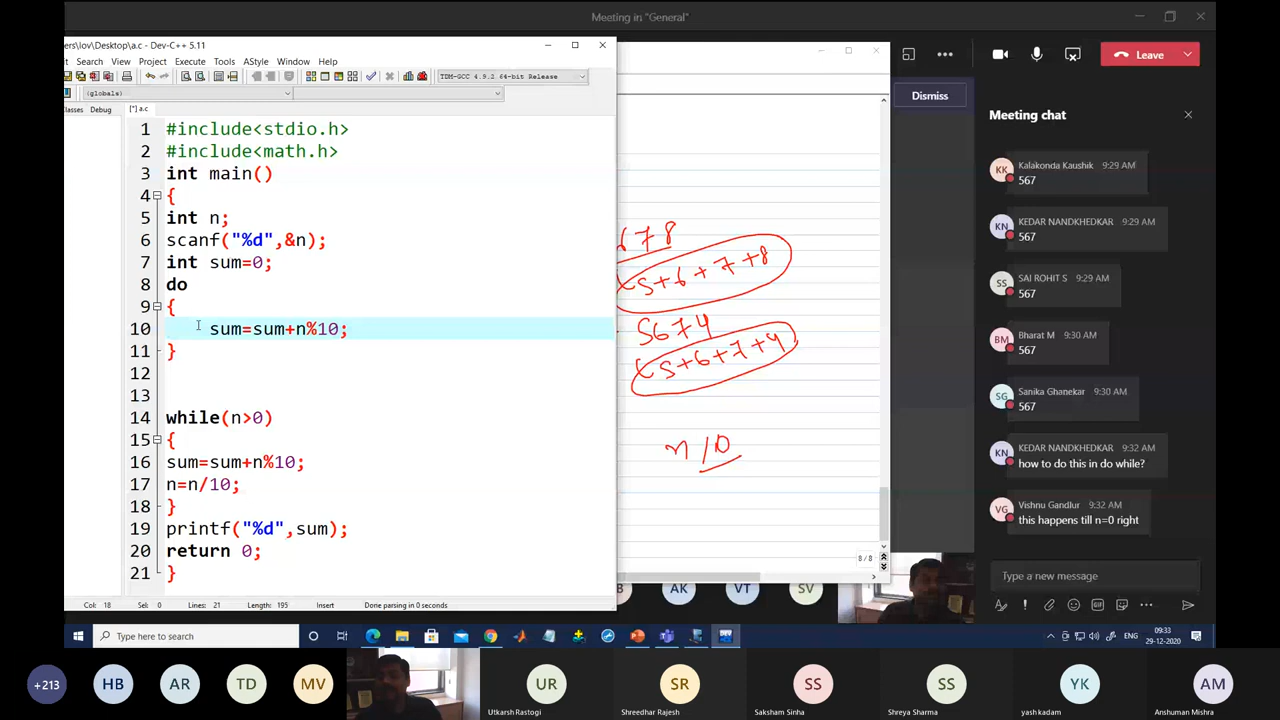 Meeting in "General"
ers\lov\Desktop\a.c - Dev-C++ 5.11
Search View Project Execute Tools AStyle Window Help
TDM-GCC 4.9.2 64-bit Release
(globals)
Classes Debug
[*] a.c
1 #include<stdio.h>
2 #include<math.h>
3 int main()
4 {
5 int n;
6 scanf("%d",&n);
7 int sum=0;
8 do
9 {
10 sum=sum+n%10;
11 }
12
13
14 while(n>0)
15 {
16 sum=sum+n%10;
17 n=n/10;
18 }
19 printf("%d",sum);
20 return 0;
21 }
Col: 18 Sel: 0 Lines: 21 Length: 195 Insert Done parsing in 0 seconds
678
5+6+7+8
5674
5+6+7+4
n/10
8 / 8
Leave
Dismiss
Meeting chat
KK Kalakonda Kaushik 9:29 AM
567
KN KEDAR NANDKHEDKAR 9:29 AM
567
SS SAI ROHIT S 9:29 AM
567
BM Bharat M 9:30 AM
567
SG Sanika Ghanekar 9:30 AM
567
KN KEDAR NANDKHEDKAR 9:32 AM
how to do this in do while?
VG Vishnu Gandlur 9:32 AM
this happens till n=0 right
Type a new message
B AK VT SV
Type here to search
ENG
09:33
29-12-2020
+213 HB AR TD MV UR SR SS SS YK AM
Utkarsh Rastogi Shreedhar Rajesh Saksham Sinha Shreya Sharma yash kadam Anshuman Mishra